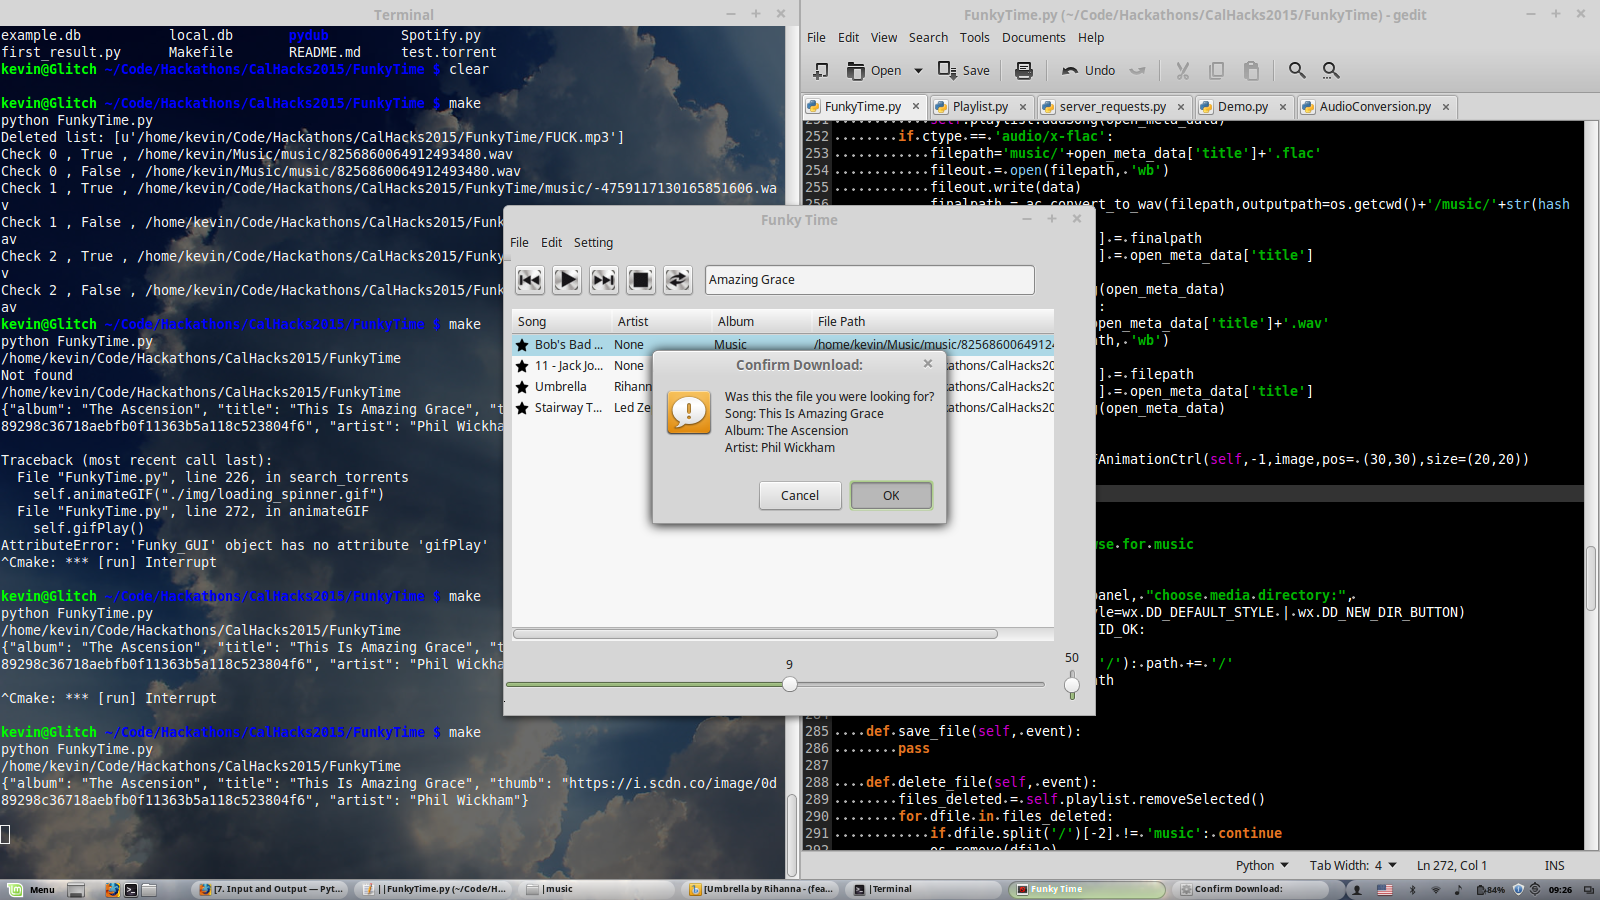 Terminal
example.db local.db pydub Spotify.py
first_result.py Makefile README.md test.torrent
kevin@Glitch ~/Code/Hackathons/CalHacks2015/FunkyTime $ clear
kevin@Glitch ~/Code/Hackathons/CalHacks2015/FunkyTime $ make
python FunkyTime.py
Deleted list: [u'/home/kevin/Code/Hackathons/CalHacks2015/FunkyTime/FUCK.mp3']
Check 0 , True , /home/kevin/Music/music/8256860064912493480.wav
Check 0 , False , /home/kevin/Music/music/8256860064912493480.wav
Check 1 , True , /home/kevin/Code/Hackathons/CalHacks2015/FunkyTime/music/-4759117130165851606.wa
v
Check 1 , False , /home/kevin/Code/Hackathons/CalHacks2015/Funk
av
Check 2 , True , /home/kevin/Code/Hackathons/CalHacks2015/Funky
v
Check 2 , False , /home/kevin/Code/Hackathons/CalHacks2015/Funk
av
kevin@Glitch ~/Code/Hackathons/CalHacks2015/FunkyTime $ make
python FunkyTime.py
/home/kevin/Code/Hackathons/CalHacks2015/FunkyTime
Not found
/home/kevin/Code/Hackathons/CalHacks2015/FunkyTime
{"album": "The Ascension", "title": "This Is Amazing Grace", "t
89298c36718aebfb0f11363b5a118c523804f6", "artist": "Phil Wickha
Traceback (most recent call last):
File "FunkyTime.py", line 226, in search_torrents
self.animateGIF("./img/loading_spinner.gif")
File "FunkyTime.py", line 272, in animateGIF
self.gifPlay()
AttributeError: 'Funky_GUI' object has no attribute 'gifPlay'
^Cmake: *** [run] Interrupt
kevin@Glitch ~/Code/Hackathons/CalHacks2015/FunkyTime $ make
python FunkyTime.py
/home/kevin/Code/Hackathons/CalHacks2015/FunkyTime
{"album": "The Ascension", "title": "This Is Amazing Grace", "t
89298c36718aebfb0f11363b5a118c523804f6", "artist": "Phil Wickha
^Cmake: *** [run] Interrupt
kevin@Glitch ~/Code/Hackathons/CalHacks2015/FunkyTime $ make
python FunkyTime.py
/home/kevin/Code/Hackathons/CalHacks2015/FunkyTime
{"album": "The Ascension", "title": "This Is Amazing Grace", "thumb": "https://i.scdn.co/image/0d
89298c36718aebfb0f11363b5a118c523804f6", "artist": "Phil Wickham"}
FunkyTime.py (~/Code/Hackathons/CalHacks2015/FunkyTime) - gedit
File Edit View Search Tools Documents Help
Open Save Undo
FunkyTime.py Playlist.py server_requests.py Demo.py AudioConversion.py
251 self.playlist.addSong(open_meta_data)
252 if ctype == 'audio/x-flac':
253 filepath='music/'+open_meta_data['title']+'.flac'
254 fileout = open(filepath, 'wb')
255 fileout.write(data)
256 finalpath = ac.convert_to_wav(filepath,outputpath=os.getcwd()+'/music/'+str(hash
] = finalpath
] = open_meta_data['title']
g(open_meta_data)
:
open_meta_data['title']+'.wav'
path, 'wb')
] = filepath
] = open_meta_data['title']
g(open_meta_data)
FAnimationCtrl(self,-1,image,pos= (30,30),size=(20,20))
use for music
panel, "choose media directory:",
yle=wx.DD_DEFAULT_STYLE | wx.DD_NEW_DIR_BUTTON)
ID_OK:
'/'): path += '/'
th
284
285 def save_file(self, event):
286 pass
287
288 def delete_file(self, event):
289 files_deleted = self.playlist.removeSelected()
290 for dfile in files_deleted:
291 if dfile.split('/')[-2] != 'music': continue
292 os.remove(dfile)
Python Tab Width: 4 Ln 272, Col 1 INS
Funky Time
File Edit Setting
Amazing Grace
Song Artist Album File Path
Bob's Bad ... None Music /home/kevin/Music/music/8256860064912
11 - Jack Jo... None kathons/CalHacks20
Umbrella Rihann kathons/CalHacks20
Stairway T... Led Ze kathons/CalHacks20
9
50
Confirm Download:
Was this the file you were looking for?
Song: This Is Amazing Grace
Album: The Ascension
Artist: Phil Wickham
Cancel OK
Menu [7. Input and Output — Pyt... ||FunkyTime.py (~/Code/H... |music [Umbrella by Rihanna - (fea... |Terminal Funky Time Confirm Download: 84% 09:26